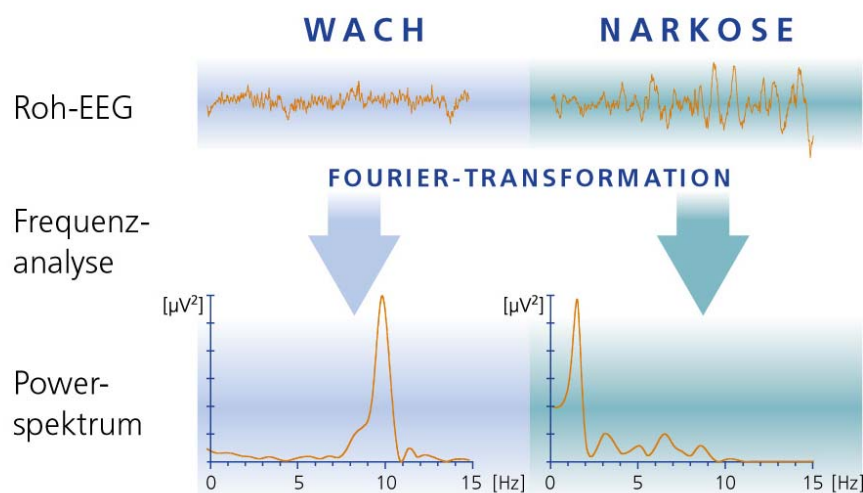 WACH
NARKOSE
Roh-EEG
FOURIER-TRANSFORMATION
Frequenz-
analyse
[µV²]
[µV²]
Power-
spektrum
0 5 10 15 [Hz]
0 5 10 15 [Hz]